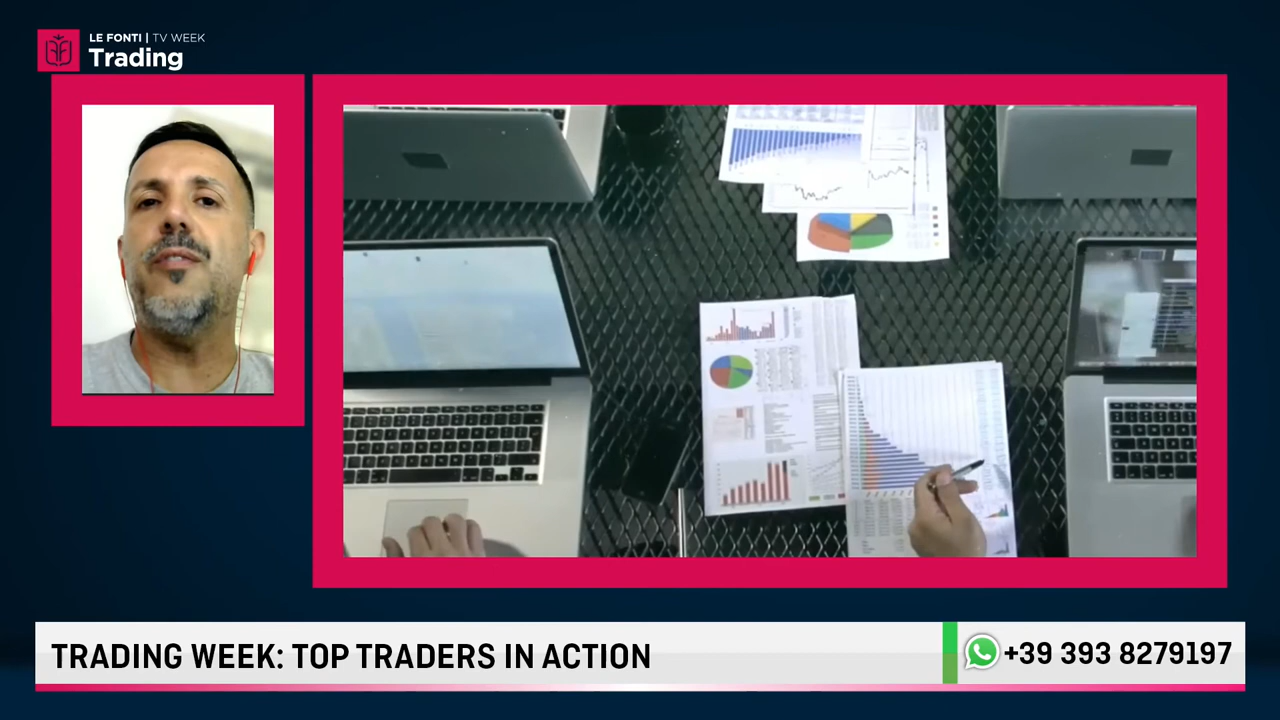 LE FONTI | TV WEEK
Trading
TRADING WEEK: TOP TRADERS IN ACTION
+39 393 8279197